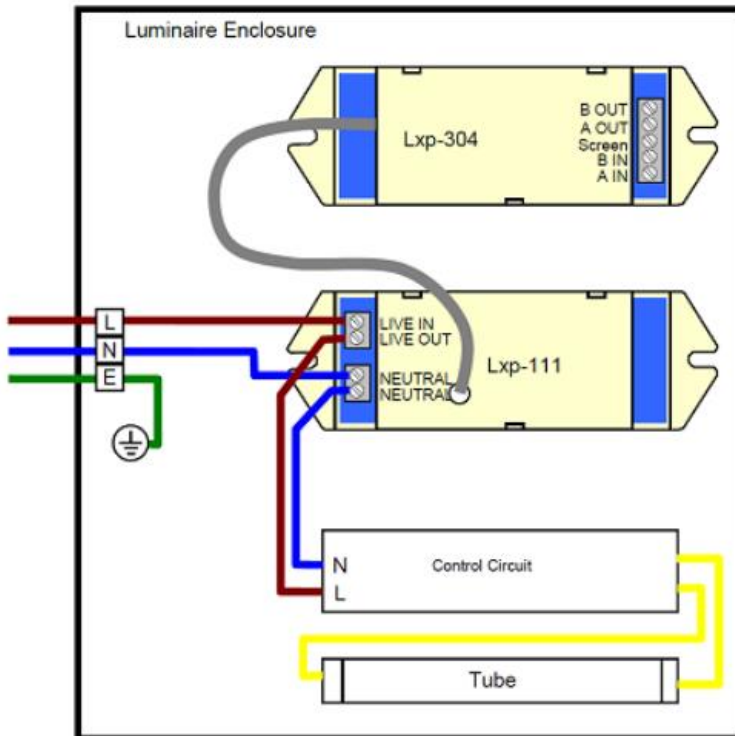 Luminaire Enclosure
Lxp-304
B OUT
A OUT
Screen
B IN
A IN
L
N
E
LIVE IN
LIVE OUT
NEUTRAL
NEUTRAL
Lxp-111
N
L
Control Circuit
Tube